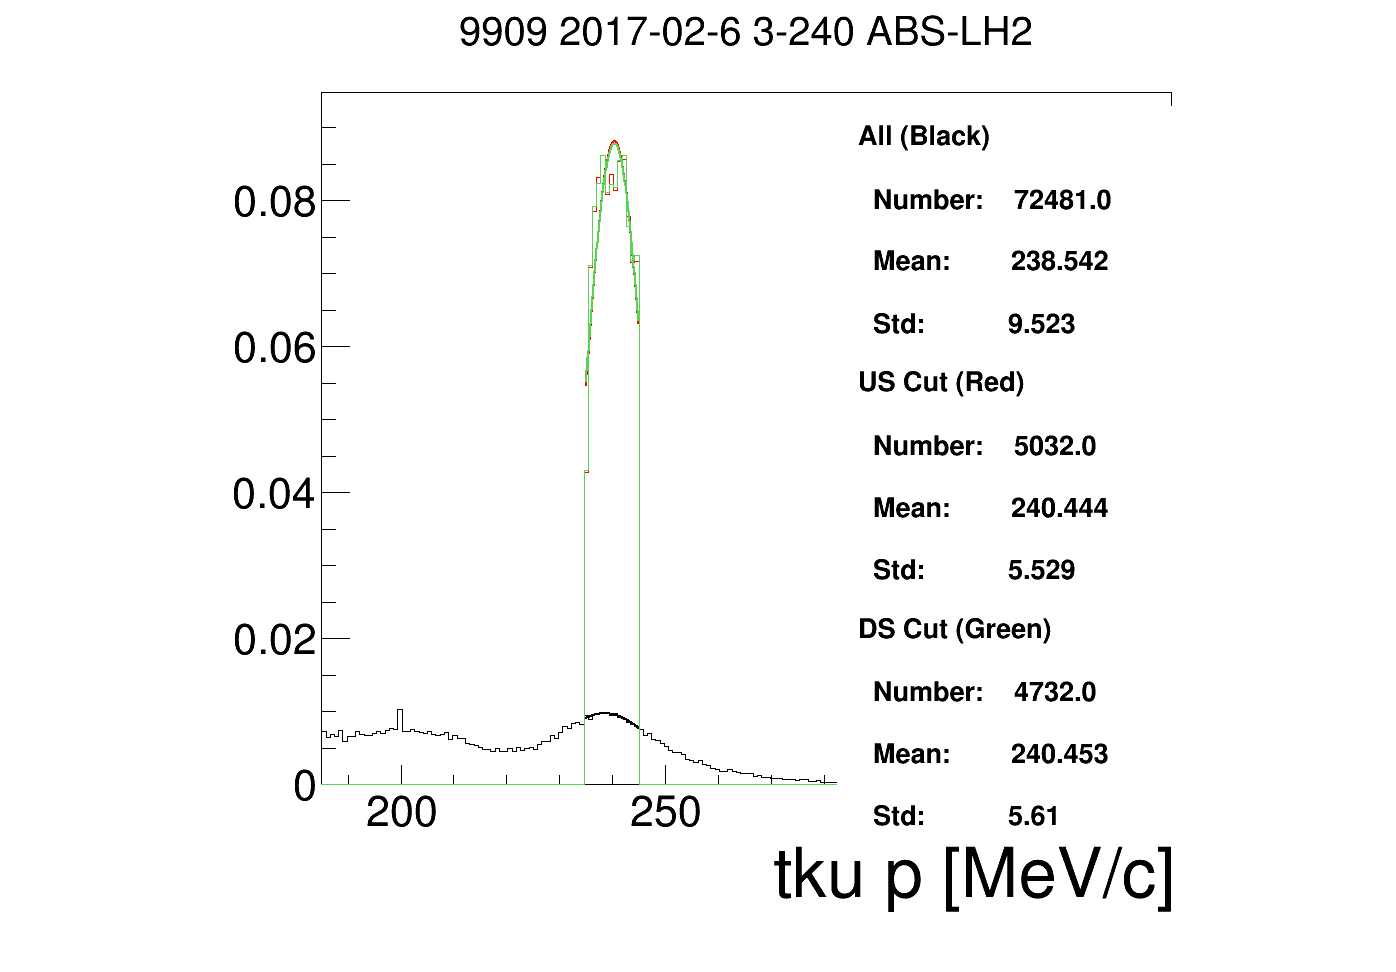 9909 2017-02-6 3-240 ABS-LH2
All (Black)
0.08
Number: 72481.0
Mean: 238.542
Std: 9.523
0.06
US Cut (Red)
Number: 5032.0
0.04
Mean: 240.444
Std: 5.529
0.02
DS Cut (Green)
Number: 4732.0
Mean: 240.453
0
200 250
Std: 5.61
tku p [MeV/c]